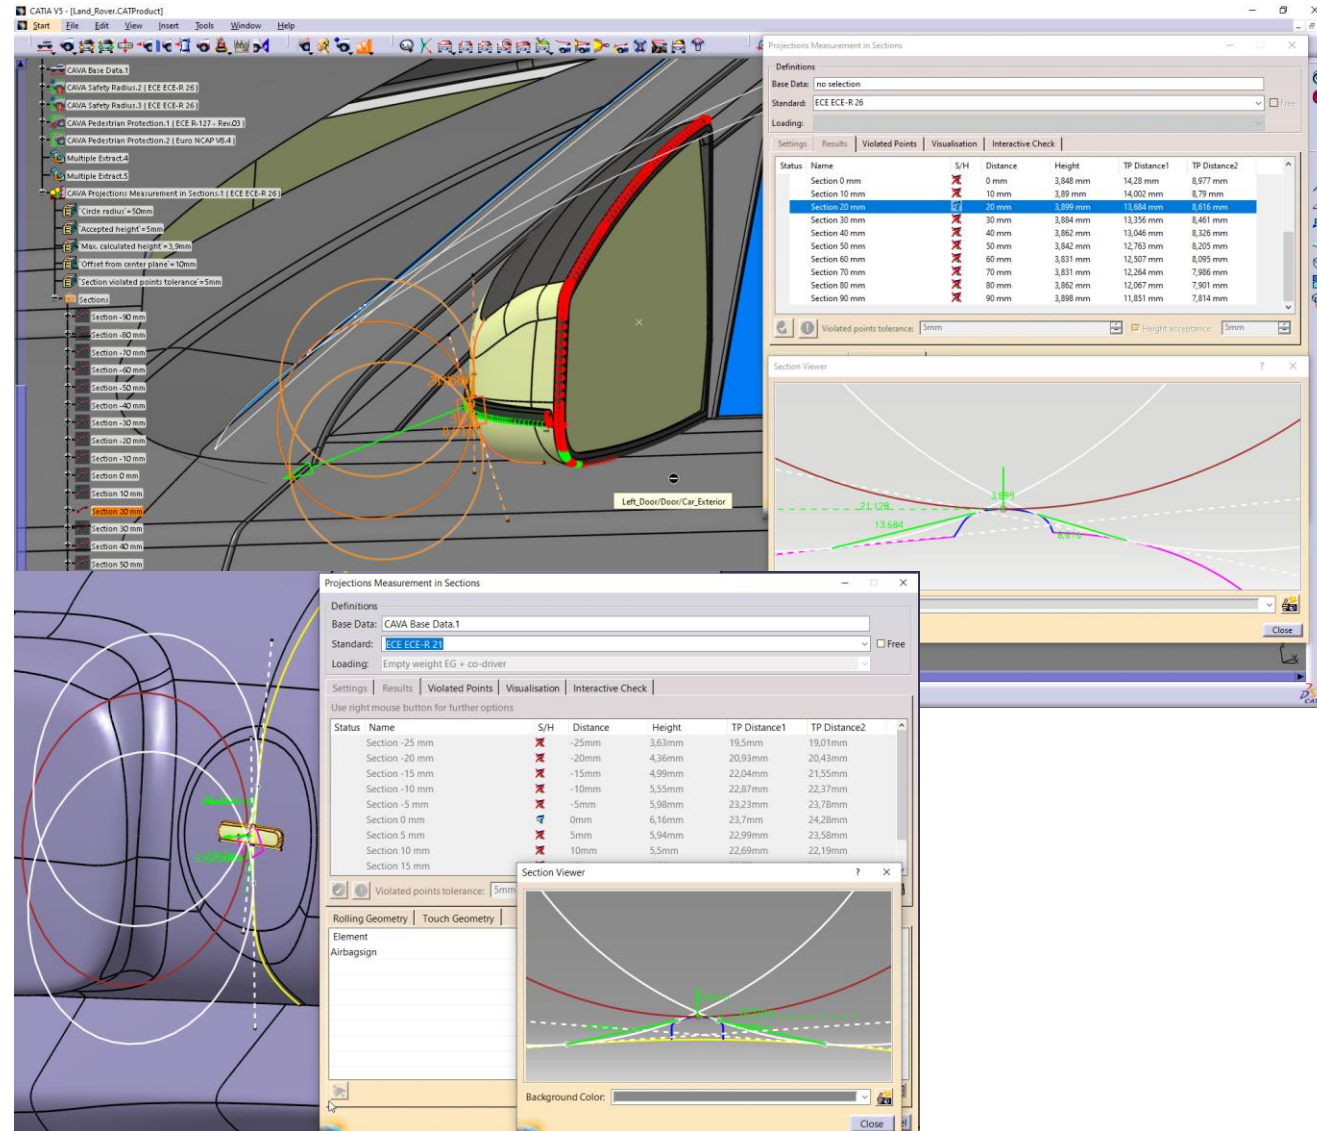 CATIA V5 - [Land_Rover.CATProduct]
Start File Edit View Insert Tools Window Help
CAVA Base Data.1
CAVA Safety Radius.2 ( ECE ECE-R 26 )
CAVA Safety Radius.3 ( ECE ECE-R 26 )
CAVA Pedestrian Protection.1 ( ECE R-127 - Rev.03 )
CAVA Pedestrian Protection.2 ( Euro NCAP V8.4 )
Multiple Extract.4
Multiple Extract.5
CAVA Projections Measurement in Sections.1 ( ECE ECE-R 26 )
`Circle radius`=50mm
`Accepted height`=5mm
`Max. calculated height`=3,9mm
`Offset from center plane`=10mm
`Section violated points tolerance`=5mm
Sections
Section -90 mm
Section -80 mm
Section -70 mm
Section -60 mm
Section -50 mm
Section -40 mm
Section -30 mm
Section -20 mm
Section -10 mm
Section 0 mm
Section 10 mm
Section 20 mm
Section 30 mm
Section 40 mm
Section 50 mm
Left_Door/Door/Car_Exterior
Projections Measurement in Sections
Definitions
Base Data: no selection
Standard: ECE ECE-R 26 Free
Loading:
Settings Results Violated Points Visualisation Interactive Check
Status Name S/H Distance Height TP Distance1 TP Distance2
Section 0 mm 0 mm 3,848 mm 14,28 mm 8,977 mm
Section 10 mm 10 mm 3,89 mm 14,002 mm 8,79 mm
Section 20 mm 20 mm 3,899 mm 13,684 mm 8,616 mm
Section 30 mm 30 mm 3,884 mm 13,356 mm 8,461 mm
Section 40 mm 40 mm 3,862 mm 13,046 mm 8,326 mm
Section 50 mm 50 mm 3,842 mm 12,763 mm 8,205 mm
Section 60 mm 60 mm 3,831 mm 12,507 mm 8,095 mm
Section 70 mm 70 mm 3,831 mm 12,264 mm 7,986 mm
Section 80 mm 80 mm 3,862 mm 12,067 mm 7,901 mm
Section 90 mm 90 mm 3,898 mm 11,851 mm 7,814 mm
Violated points tolerance: 5mm Height acceptance: 5mm
Section Viewer
3,899
21,128
13,684
8,616
Close
Projections Measurement in Sections
Definitions
Base Data: CAVA Base Data.1
Standard: ECE ECE-R 21 Free
Loading: Empty weight EG + co-driver
Settings Results Violated Points Visualisation Interactive Check
Use right mouse button for further options
Status Name S/H Distance Height TP Distance1 TP Distance2
Section -25 mm -25mm 3,63mm 19,5mm 19,01mm
Section -20 mm -20mm 4,36mm 20,93mm 20,43mm
Section -15 mm -15mm 4,99mm 22,04mm 21,55mm
Section -10 mm -10mm 5,55mm 22,87mm 22,37mm
Section -5 mm -5mm 5,98mm 23,23mm 23,78mm
Section 0 mm 0mm 6,16mm 23,7mm 24,28mm
Section 5 mm 5mm 5,94mm 22,99mm 23,58mm
Section 10 mm 10mm 5,5mm 22,69mm 22,19mm
Section 15 mm
Violated points tolerance: 5mm
Rolling Geometry Touch Geometry
Element
Airbagsign
Section Viewer
Background Color:
Close